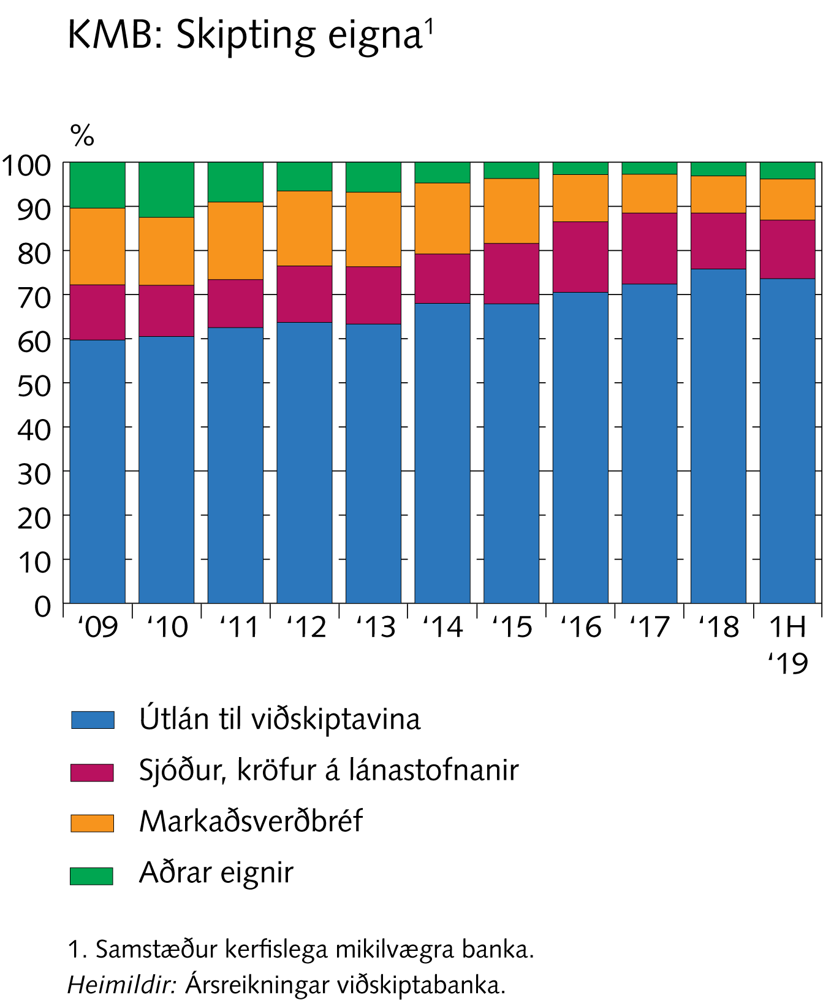 KMB: Skipting eigna¹
%
100
90
80
70
60
50
40
30
20
10
0
‘09 ‘10 ‘11 ‘12 ‘13 ‘14 ‘15 ‘16 ‘17 ‘18 1H
‘19
Útlán til viðskiptavina
Sjóður, kröfur á lánastofnanir
Markaðsverðbréf
Aðrar eignir
1. Samstæður kerfislega mikilvægra banka.
Heimildir: Ársreikningar viðskiptabanka.